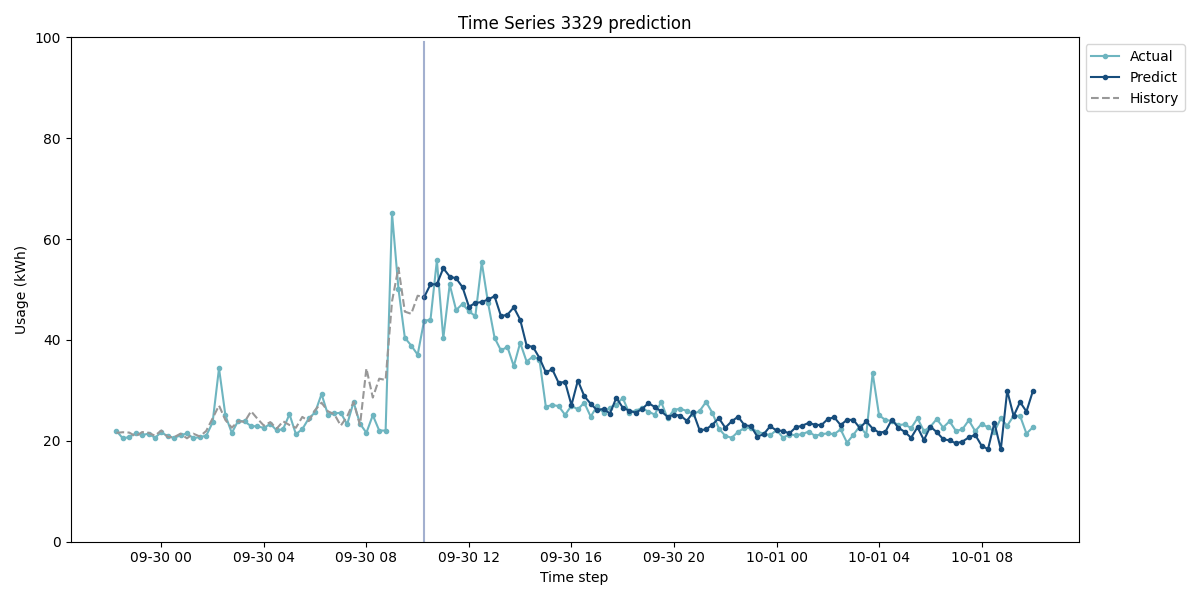 Time Series 3329 prediction
Usage (kWh)
100
80
60
40
20
0
09-30 00
09-30 04
09-30 08
09-30 12
09-30 16
09-30 20
10-01 00
10-01 04
10-01 08
Time step
Actual
Predict
History